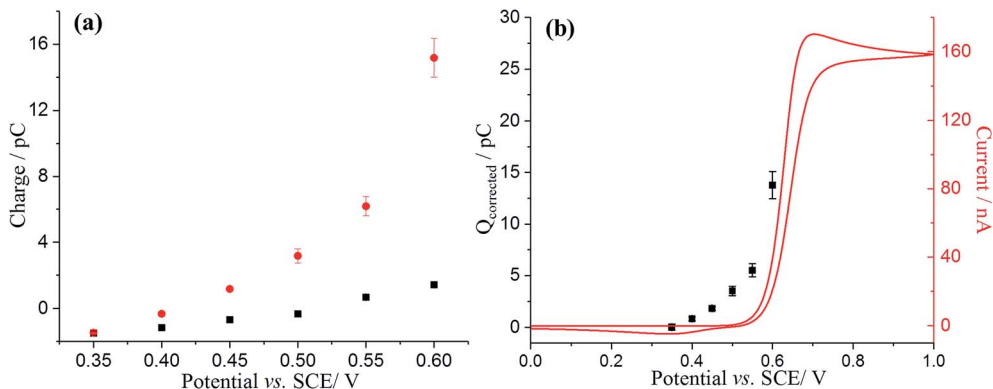 (a)
Charge / pC
16
12
8
4
0
0.35 0.40 0.45 0.50 0.55 0.60
Potential vs. SCE/ V
(b)
Q corrected / pC
30
25
20
15
10
5
0
0.0 0.2 0.4 0.6 0.8 1.0
Potential vs. SCE/ V
160
120
80
40
0
Current / nA